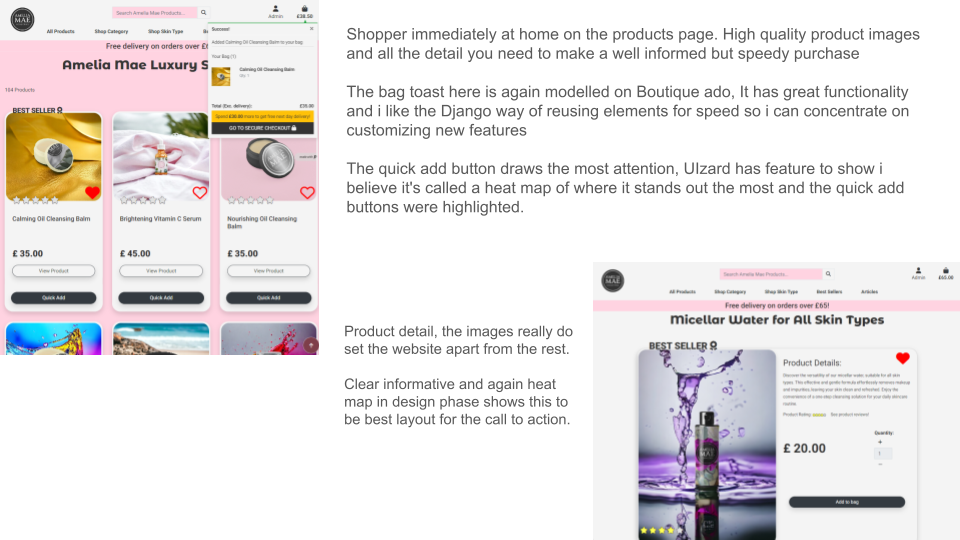 AMELIA
MAE
Search Amelia Mae Products...
Admin
£38.50
All Products
Shop Category
Shop Skin Type
Success!
Added Calming Oil Cleansing Balm to your bag
Your Bag (1)
Calming Oil Cleansing Balm
Qty: 1
Total (Exc. delivery):
£35.00
Spend £30.00 more to get free next day delivery!
GO TO SECURE CHECKOUT
Free delivery on orders over £6
Amelia Mae Luxury S
104 Products
BEST SELLER
Calming Oil Cleansing Balm
£ 35.00
View Product
Quick Add
Brightening Vitamin C Serum
£ 45.00
View Product
Quick Add
Nourishing Oil Cleansing
Balm
£ 35.00
View Product
Quick Add
Shopper immediately at home on the products page. High quality product images
and all the detail you need to make a well informed but speedy purchase
The bag toast here is again modelled on Boutique ado, It has great functionality
and i like the Django way of reusing elements for speed so i can concentrate on
customizing new features
The quick add button draws the most attention, UIzard has feature to show i
believe it's called a heat map of where it stands out the most and the quick add
buttons were highlighted.
Product detail, the images really do
set the website apart from the rest.
Clear informative and again heat
map in design phase shows this to
be best layout for the call to action.
AMELIA
MAE
Search Amelia Mae Products...
Admin
£65.00
All Products
Shop Category
Shop Skin Type
Best Sellers
Articles
Free delivery on orders over £65!
Micellar Water for All Skin Types
BEST SELLER
AMELIA
MAE
Product Details:
Discover the versatility of our micellar water, suitable for all skin
types. This effective and gentle formula effortlessly removes makeup
and impurities, leaving your skin clean and refreshed. Enjoy the
convenience of a one-step cleansing solution for your daily skincare
routine.
Product Rating:
See product reviews!
£ 20.00
Quantity:
+
1
−
Add to bag